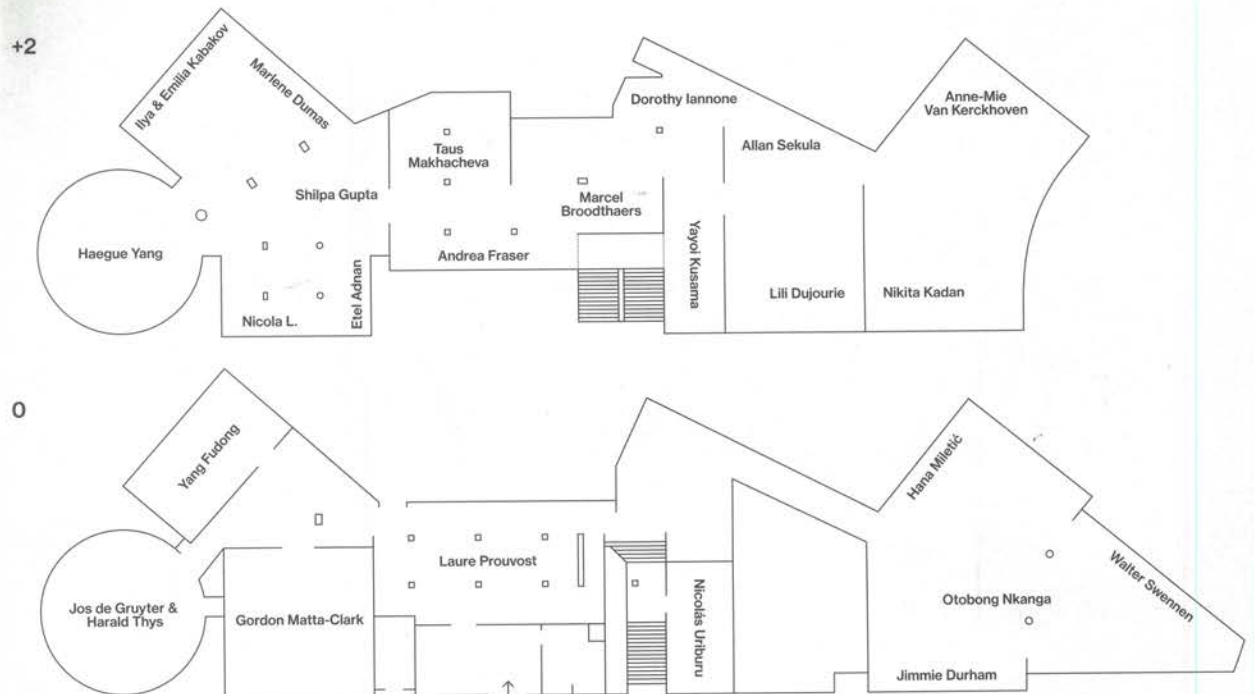 +2
Ilya & Emilia Kabakov
Marlene Dumas
Dorothy Iannone
Anne-Mie
Van Kerckhoven
Taus
Makhacheva
Allan Sekula
Shilpa Gupta
Marcel
Broodthaers
Haegue Yang
Andrea Fraser
Yayoi Kusama
Etel Adnan
Nicola L.
Lili Dujourie
Nikita Kadan
0
Yang Fudong
Hana Miletić
Laure Prouvost
Walter Swennen
Jos de Gruyter &
Harald Thys
Gordon Matta-Clark
Nicolás Uriburu
Otobong Nkanga
Jimmie Durham